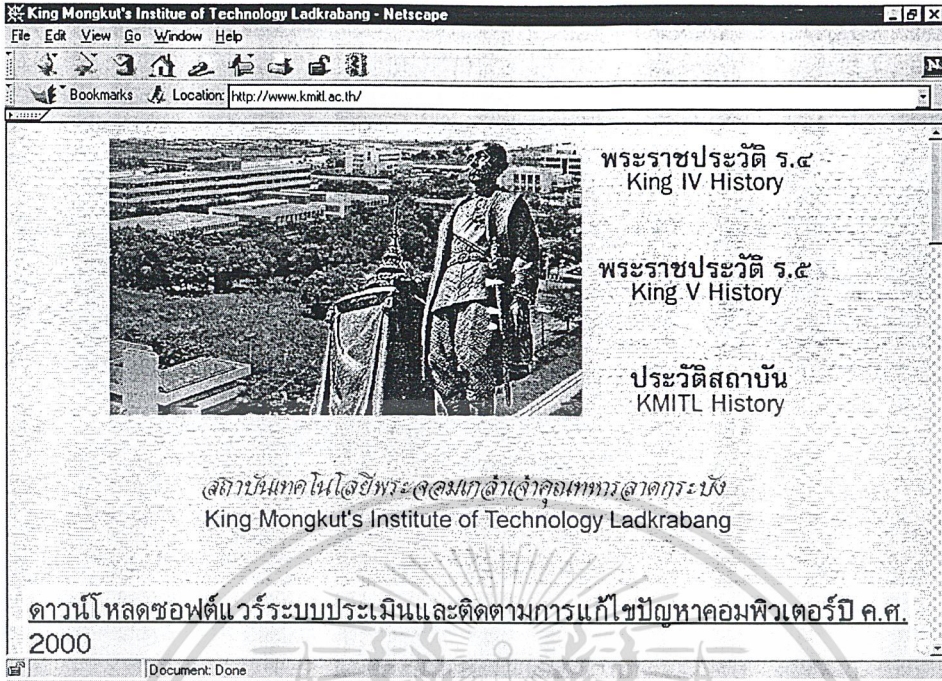 King Mongkut's Institue of Technology Ladkrabang - Netscape
File Edit View Go Window Help
Bookmarks Location: http://www.kmitl.ac.th/
พระราชประวัติ ร.๔
King IV History
พระราชประวัติ ร.๕
King V History
ประวัติสถาบัน
KMITL History
สถาบันเทคโนโลยีพระจอมเกล้าเจ้าคุณทหารลาดกระบัง
King Mongkut's Institute of Technology Ladkrabang
ดาวน์โหลดซอฟต์แวร์ระบบประเมินและติดตามการแก้ไขปัญหาคอมพิวเตอร์ปี ค.ศ.
2000
Document: Done